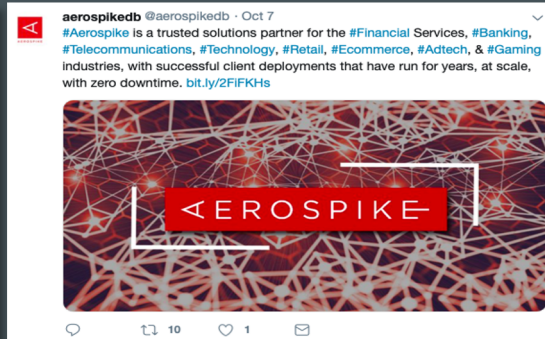 aerospikedb @aerospikedb · Oct 7
#Aerospike is a trusted solutions partner for the #Financial Services, #Banking,
#Telecommunications, #Technology, #Retail, #Ecommerce, #Adtech, & #Gaming
industries, with successful client deployments that have run for years, at scale,
with zero downtime. bit.ly/2FiFKHs
AEROSPIKE
AEROSPIKE
10 1